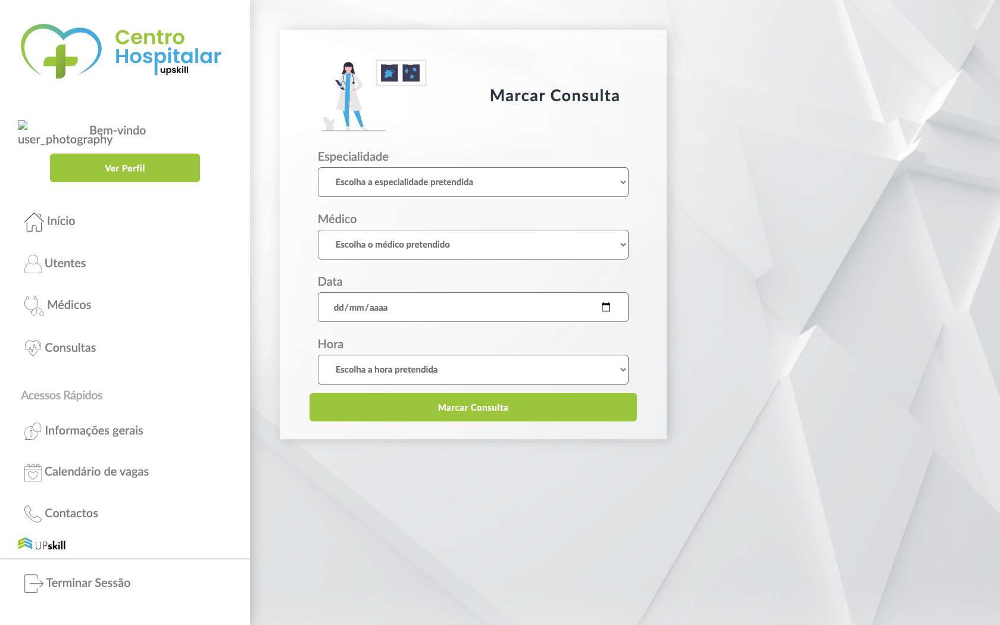 Centro
Hospitalar
upskill
user_photography
Bem-vindo
Ver Perfil
Início
Utentes
Médicos
Consultas
Acessos Rápidos
Informações gerais
Calendário de vagas
Contactos
UPskill
Terminar Sessão
Marcar Consulta
Especialidade
Escolha a especialidade pretendida
Médico
Escolha o médico pretendido
Data
dd/mm/aaaa
Hora
Escolha a hora pretendida
Marcar Consulta